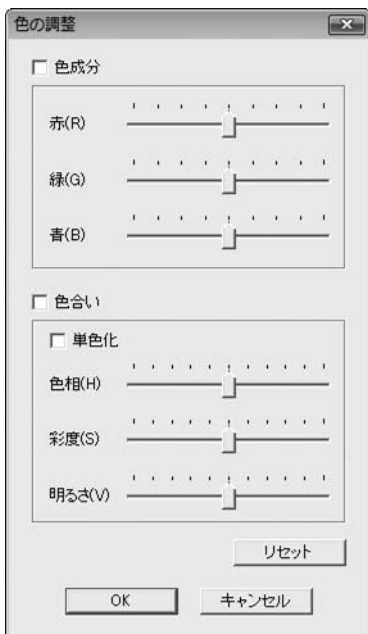 色の調整
色成分
赤(R)
緑(G)
青(B)
色合い
単色化
色相(H)
彩度(S)
明るさ(V)
リセット
OK キャンセル